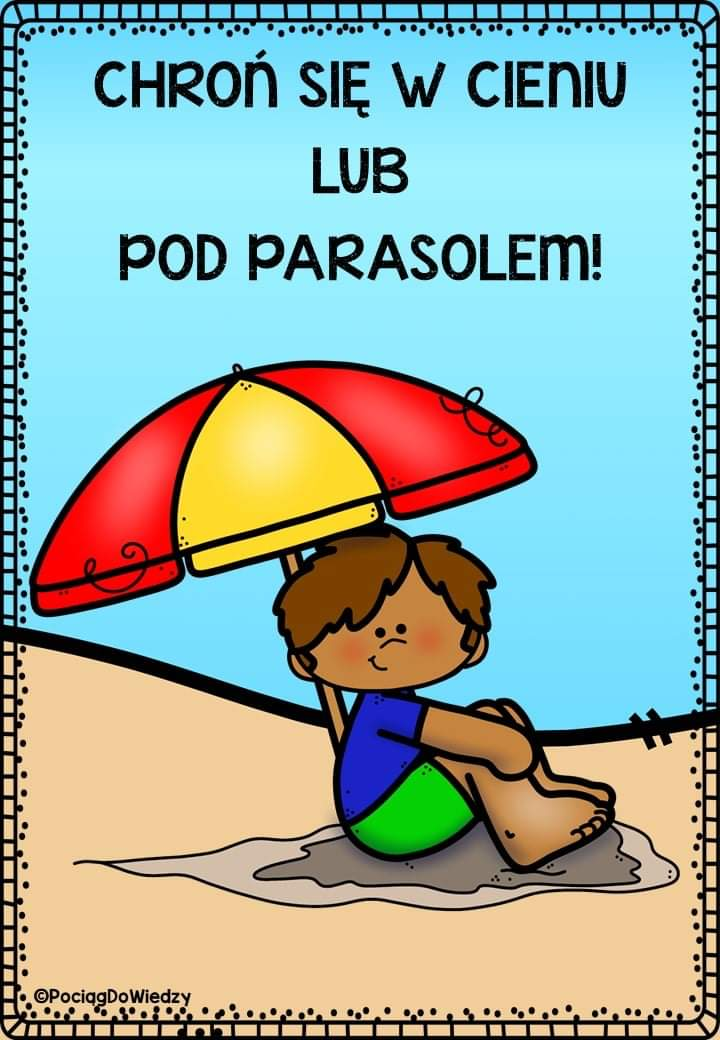 CHROŃ SIĘ W CIENIU
LUB
POD PARASOLEM!
©PociągDoWiedzy